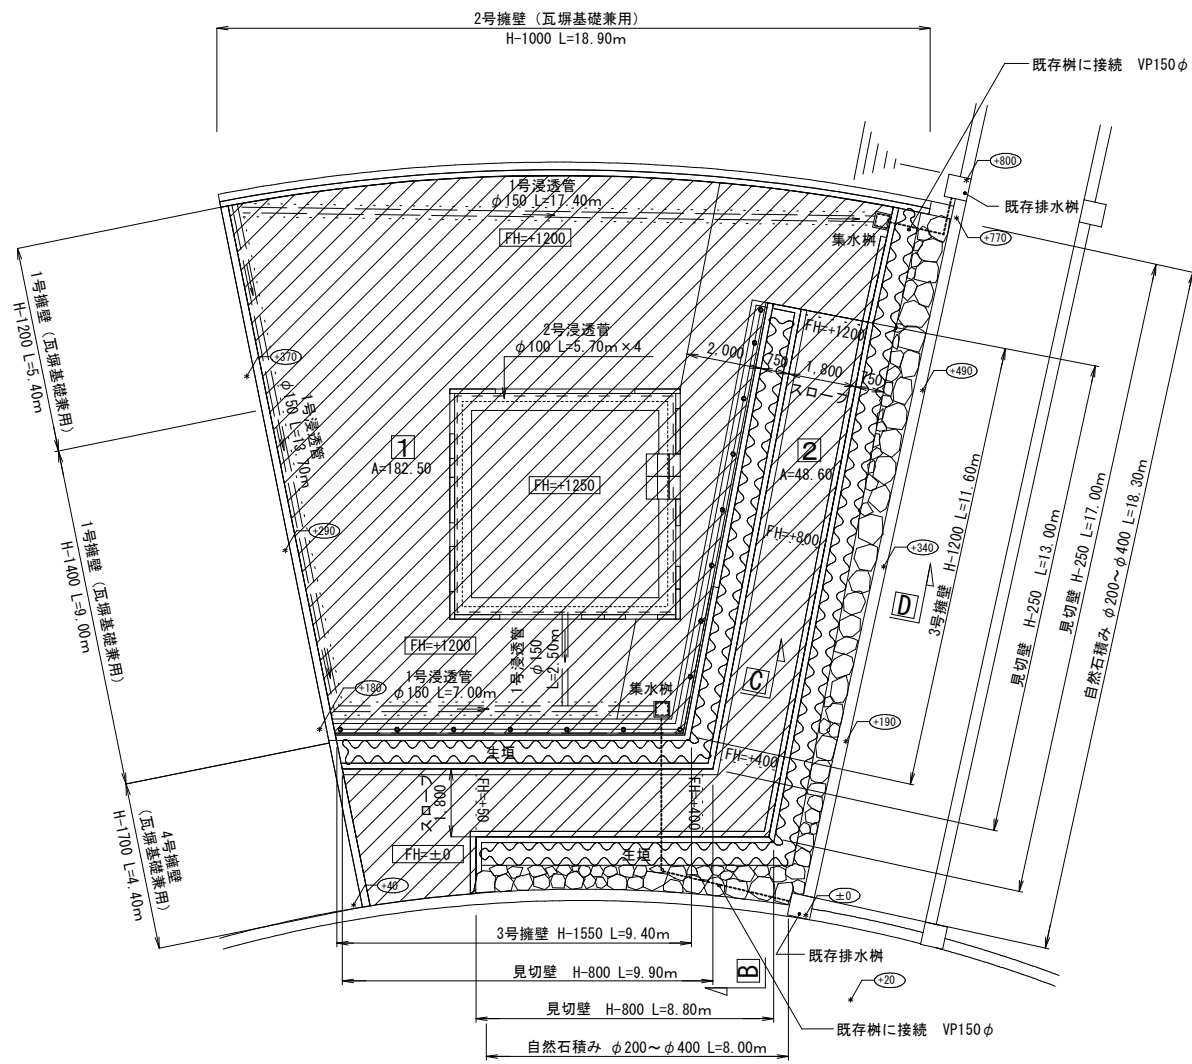 2号擁壁（瓦塀基礎兼用）
H-1000 L=18.90m
既存桝に接続　VP150φ
+800
既存排水桝
+770
1号浸透管
φ150 L=17.40m
FH=+1200
集水桝
1号擁壁（瓦塀基礎兼用）
H-1200 L=5.40m
+370
2号浸透管
φ100 L=5.70m×4
2,000
750
FH=+1200
1,800
750
スロープ
+490
1号浸透管
φ150 L=13.70m
1
A=182.50
2
A=48.60
FH=+1250
+290
FH=+800
+340
1号擁壁（瓦塀基礎兼用）
H-1400 L=9.00m
D
3号擁壁 H-1200 L=11.60m
見切壁　H-250 L=13.00m
見切壁 H-250 L=17.00m
自然石積み φ200～φ400 L=18.30m
FH=+1200
1号浸透管
φ150
L=2.50m
C
+180
1号浸透管
φ150 L=7.00m
集水桝
+190
生垣
FH=+400
スロープ
1,800
FH=+50
FH=+400
4号擁壁
（瓦塀基礎兼用）
H-1700 L=4.40m
FH=±0
生垣
+40
±0
3号擁壁 H-1550 L=9.40m
既存排水桝
見切壁　H-800 L=9.90m
B
+20
見切壁　H-800 L=8.80m
既存桝に接続　VP150φ
自然石積み φ200～φ400 L=8.00m